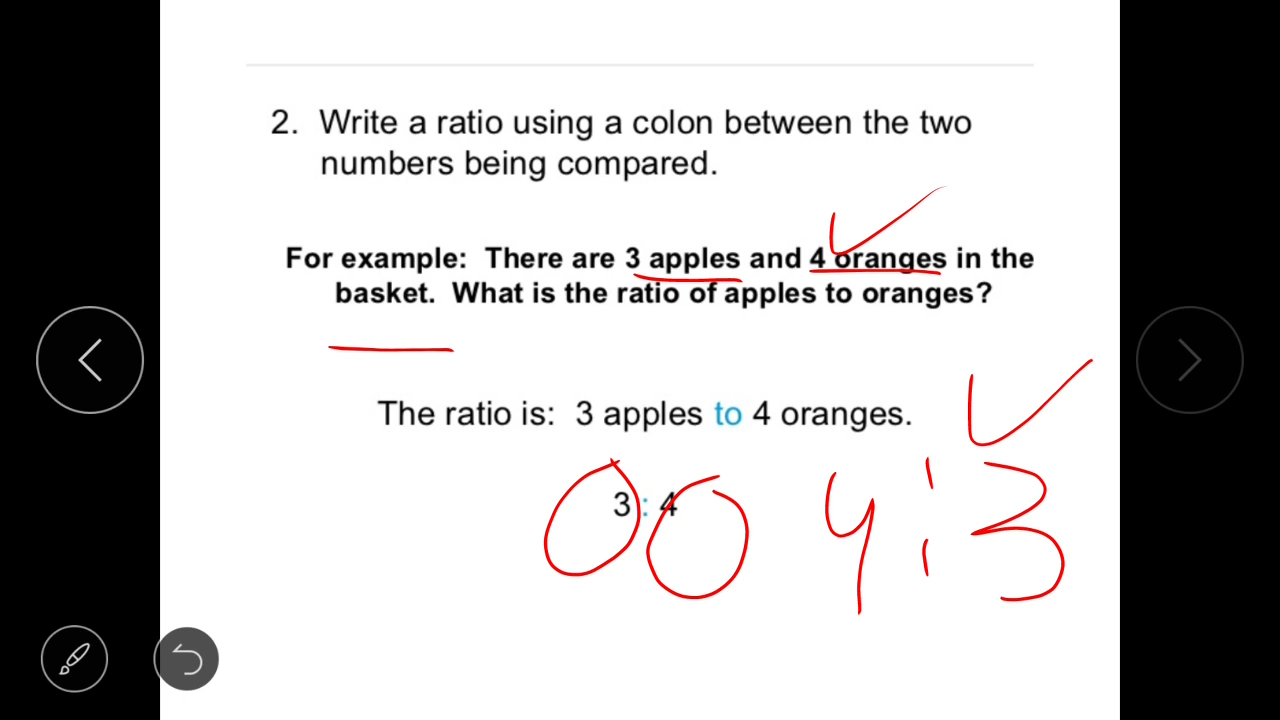 2. Write a ratio using a colon between the two
numbers being compared.
For example: There are 3 apples and 4 oranges in the
basket. What is the ratio of apples to oranges?
The ratio is: 3 apples to 4 oranges.
3 : 4
4 : 3